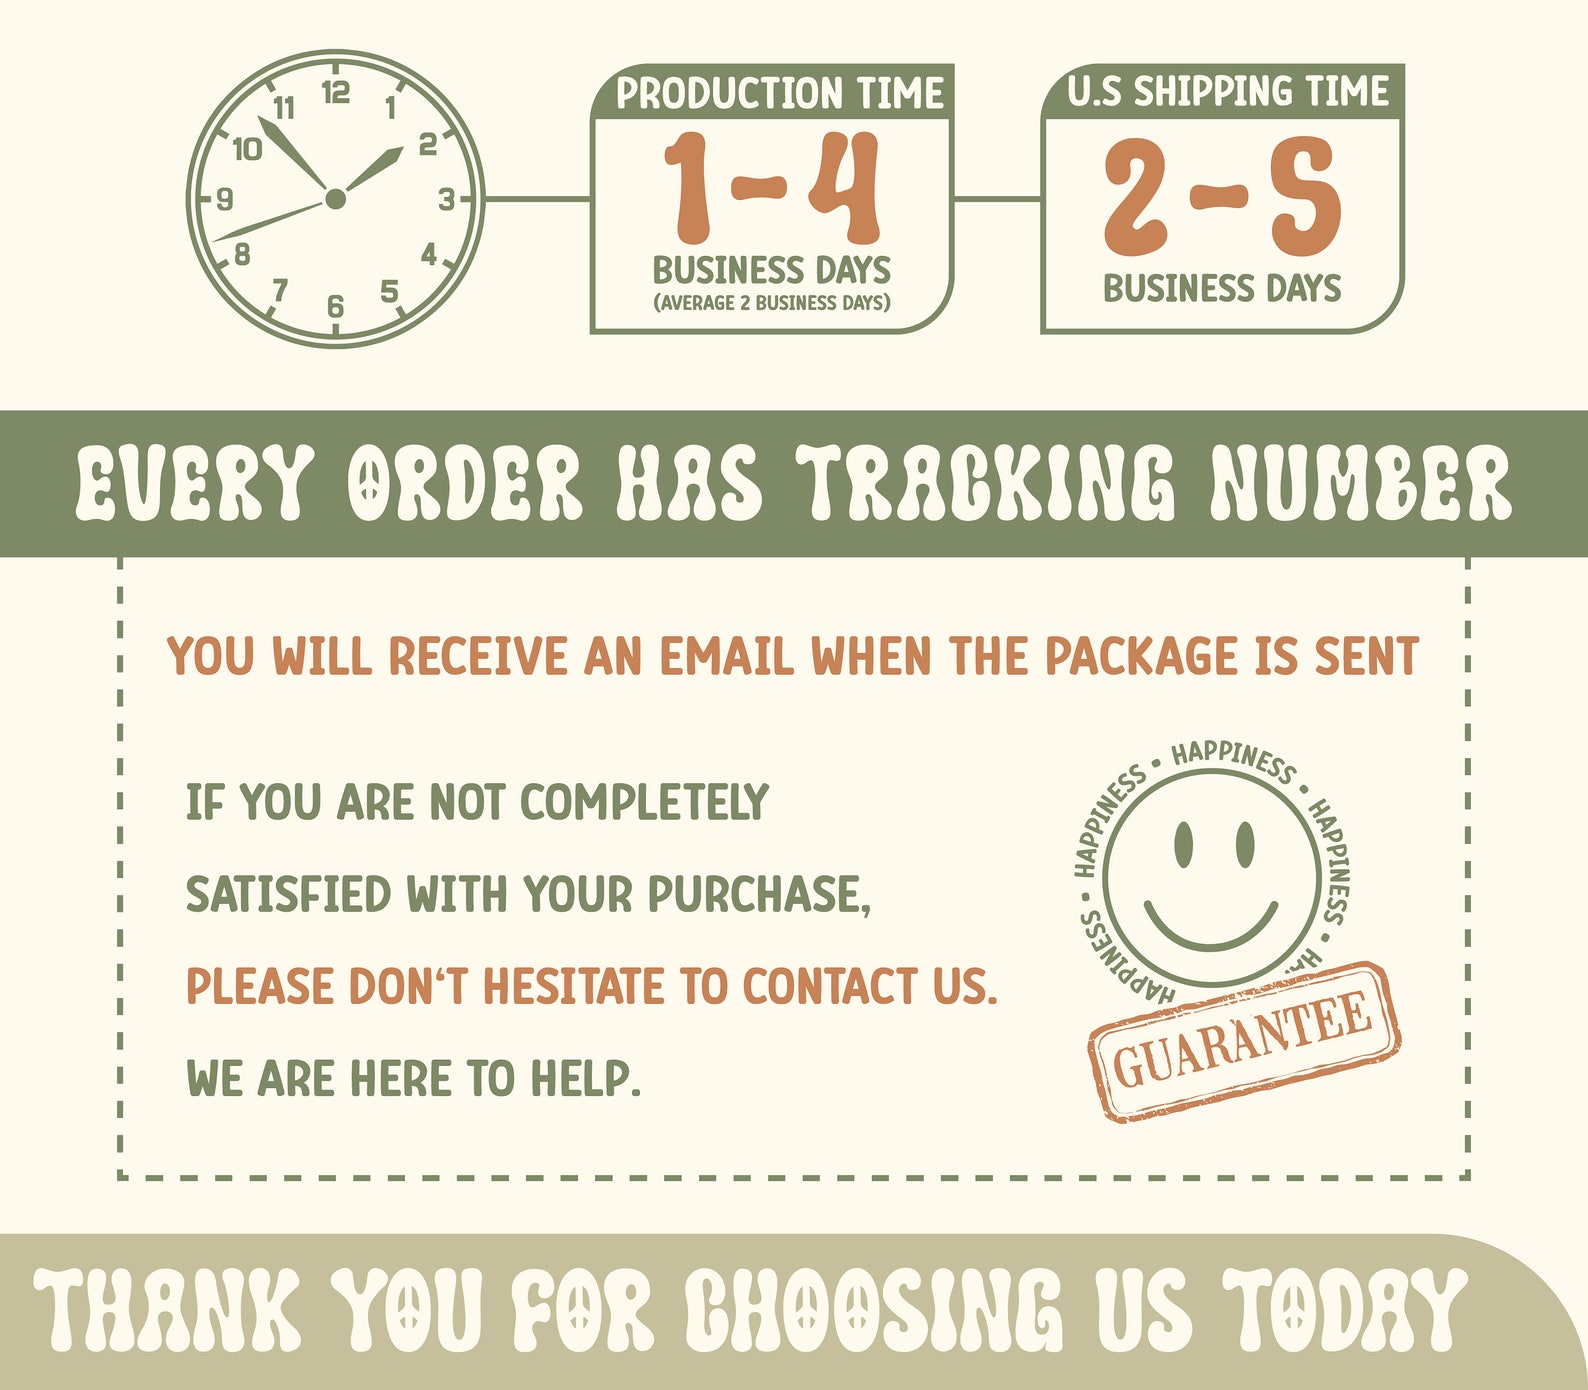 12
11
1
10
2
9
3
8
4
7
5
6
PRODUCTION TIME
1-4
BUSINESS DAYS
(AVERAGE 2 BUSINESS DAYS)
U.S SHIPPING TIME
2-5
BUSINESS DAYS
EVERY ORDER HAS TRACKING NUMBER
YOU WILL RECEIVE AN EMAIL WHEN THE PACKAGE IS SENT
IF YOU ARE NOT COMPLETELY
SATISFIED WITH YOUR PURCHASE,
PLEASE DON‘T HESITATE TO CONTACT US.
WE ARE HERE TO HELP.
HAPPINESS • HAPPINESS • HAPPINESS • HAPPINESS •
GUARANTEE
THANK YOU FOR CHOOSING US TODAY